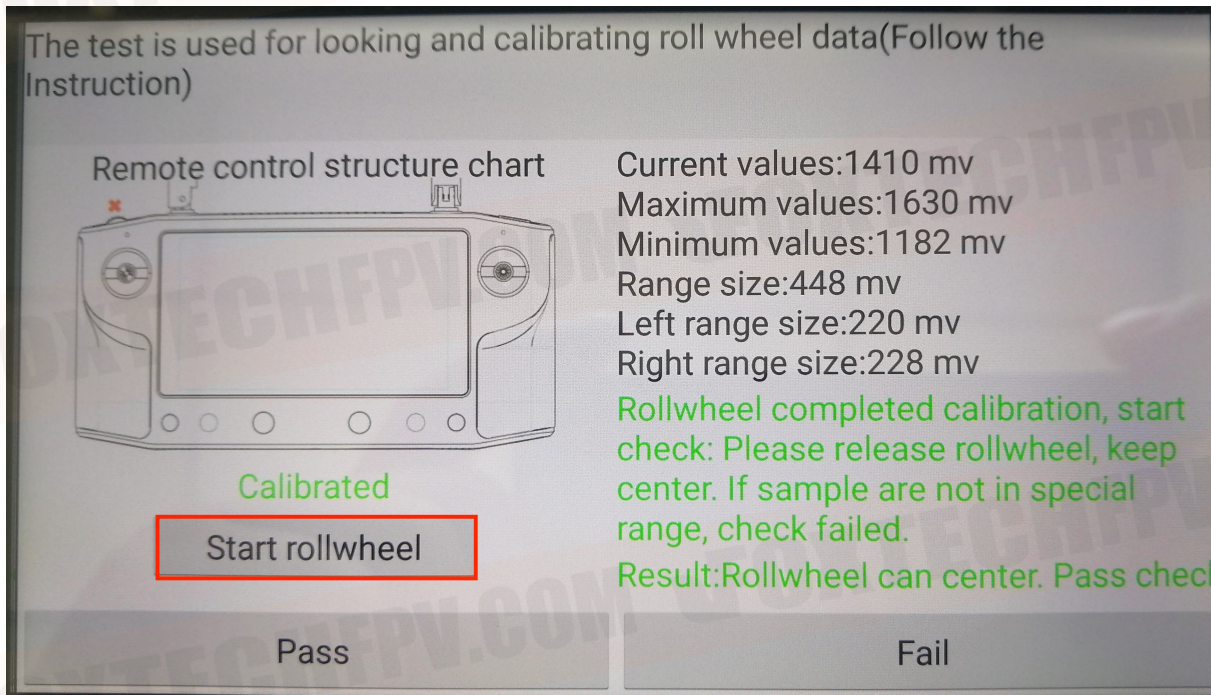 The test is used for looking and calibrating roll wheel data(Follow the
Instruction)
Remote control structure chart
Current values:1410 mv
Maximum values:1630 mv
Minimum values:1182 mv
Range size:448 mv
Left range size:220 mv
Right range size:228 mv
Rollwheel completed calibration, start
check: Please release rollwheel, keep
center. If sample are not in special
range, check failed.
Result:Rollwheel can center. Pass chec
Calibrated
Start rollwheel
Pass
Fail
FOXTECHFPV.COM
FOXTECHFPV